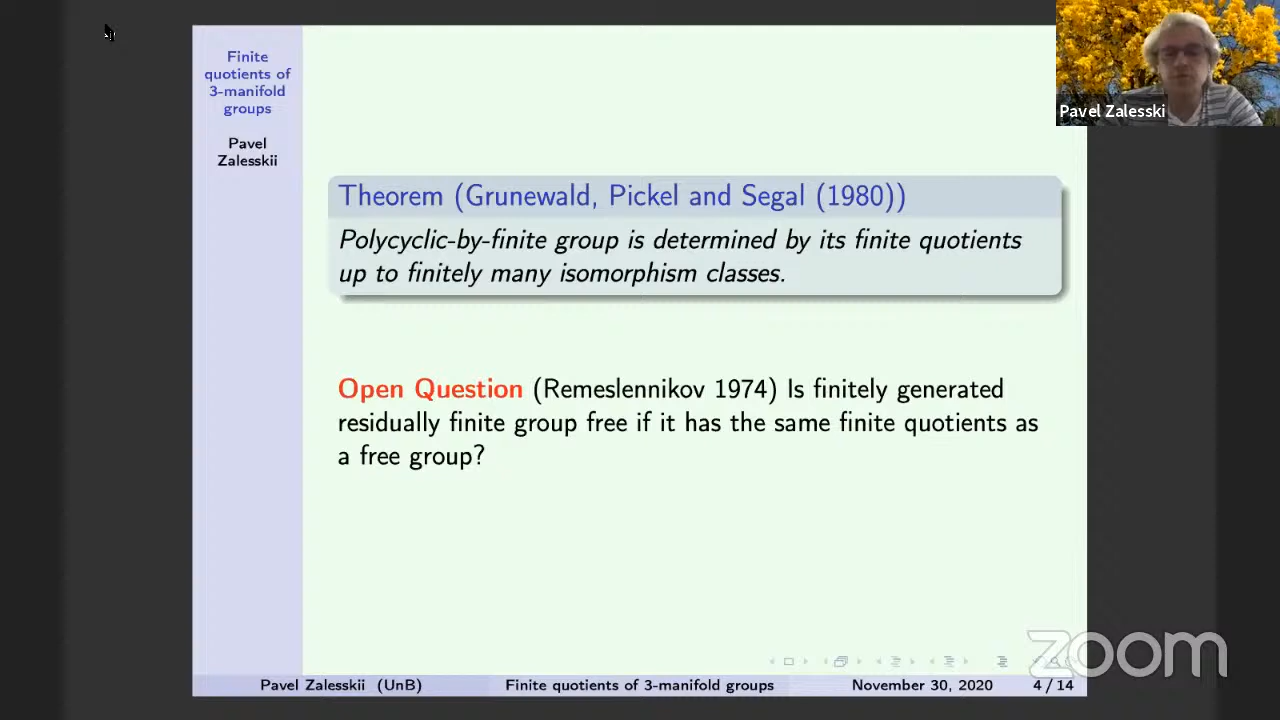 Finite
quotients of
3-manifold
groups
Pavel
Zalesskii
Theorem (Grunewald, Pickel and Segal (1980))
Polycyclic-by-finite group is determined by its finite quotients
up to finitely many isomorphism classes.
Open Question (Remeslennikov 1974) Is finitely generated
residually finite group free if it has the same finite quotients as
a free group?
Pavel Zalesskii (UnB) Finite quotients of 3-manifold groups November 30, 2020 4 / 14
Pavel Zalesski
zoom